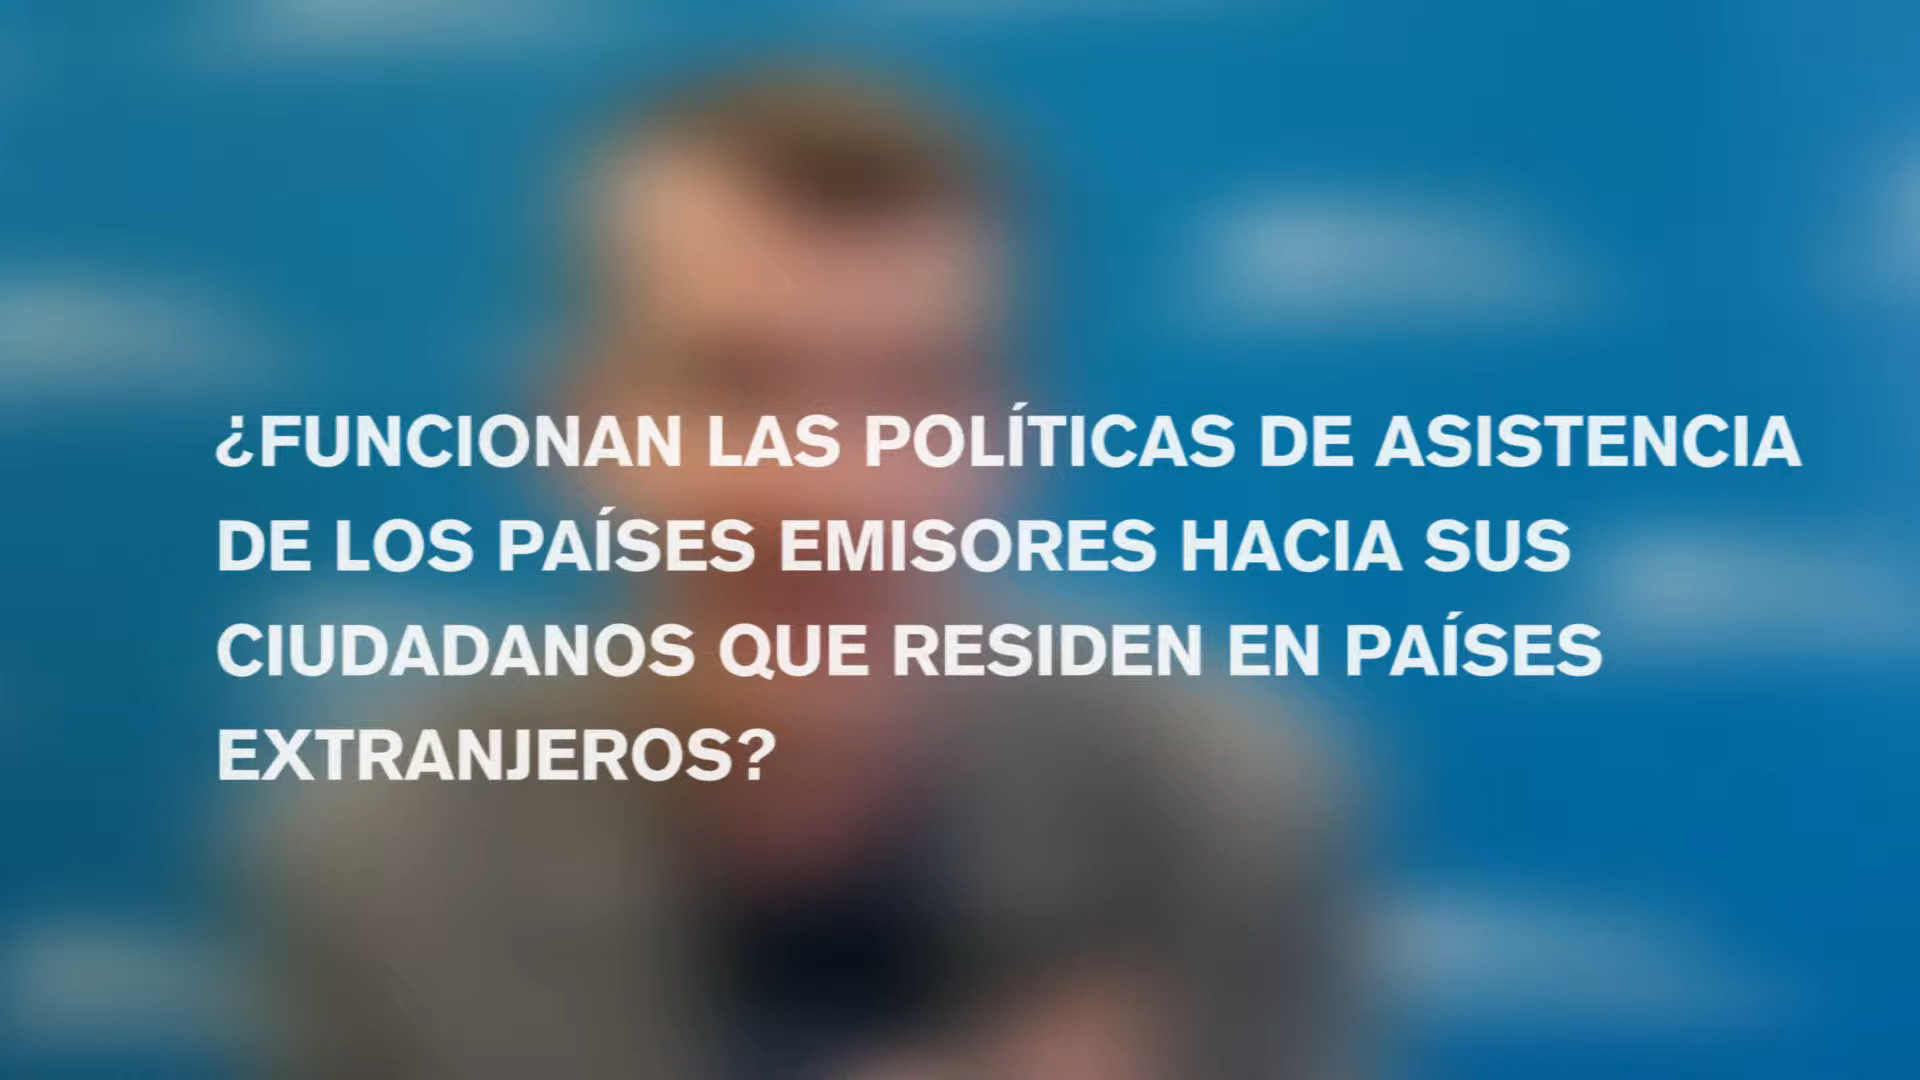 ¿FUNCIONAN LAS POLÍTICAS DE ASISTENCIA
DE LOS PAÍSES EMISORES HACIA SUS
CIUDADANOS QUE RESIDEN EN PAÍSES
EXTRANJEROS?